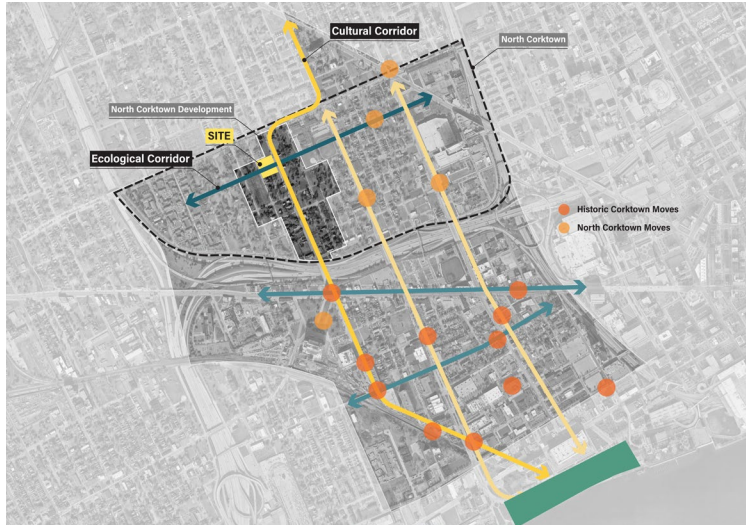 Cultural Corridor
North Corktown
North Corktown Development
SITE
Ecological Corridor
Historic Corktown Moves
North Corktown Moves